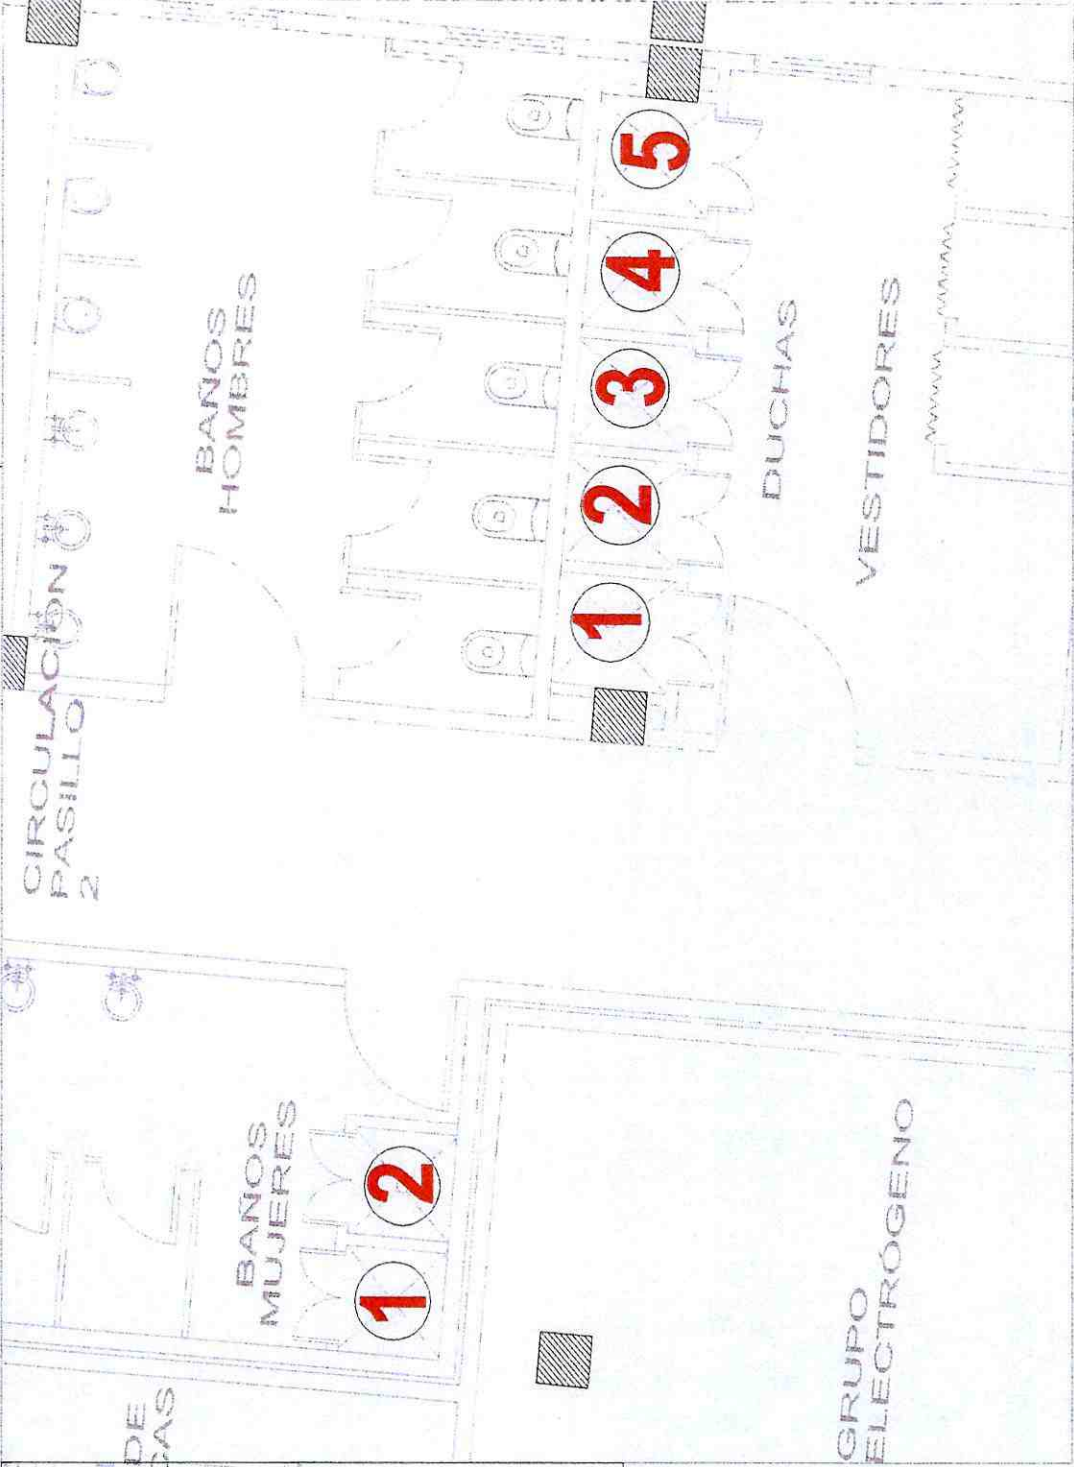 CIRCULACIÓN
PASILLO
2
BAÑOS
HOMBRES
1
2
3
4
5
DUCHAS
VESTIDORES
BAÑOS
MUJERES
1
2
GRUPO
ELECTRÓGENO
DE